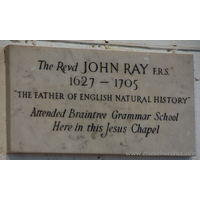 The Revd JOHN RAY F.R.S.
1627 – 1705
"THE FATHER OF ENGLISH NATURAL HISTORY"
Attended Braintree Grammar School
Here in this Jesus Chapel